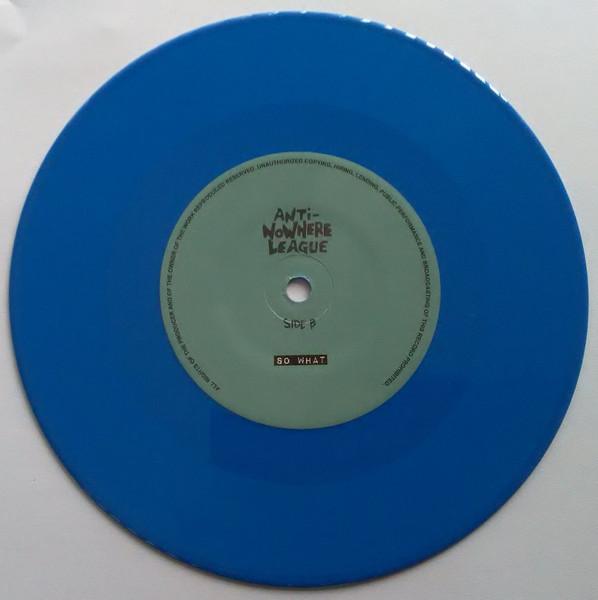 ALL RIGHTS OF THE PRODUCER AND OF THE OWNER OF THE WORK REPRODUCED RESERVED. UNAUTHORIZED COPYING, HIRING, LENDING, PUBLIC PERFORMANCE AND BROADCASTING OF THIS RECORD PROHIBITED.
ANTi-
NoWHERE
LEAGUE
SIDE B
SO WHAT